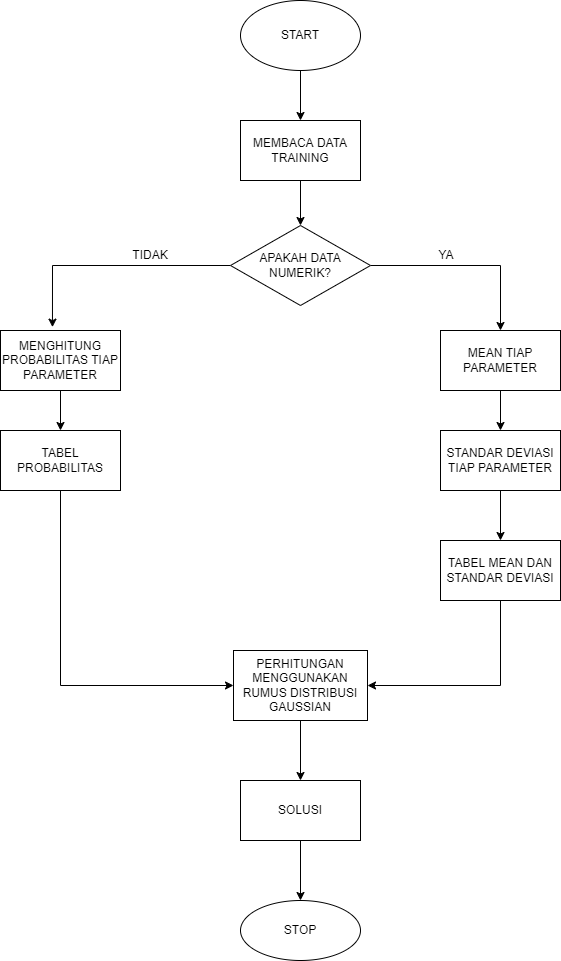 START
MEMBACA DATA
TRAINING
APAKAH DATA
NUMERIK?
TIDAK
YA
MENGHITUNG
PROBABILITAS TIAP
PARAMETER
TABEL
PROBABILITAS
MEAN TIAP
PARAMETER
STANDAR DEVIASI
TIAP PARAMETER
TABEL MEAN DAN
STANDAR DEVIASI
PERHITUNGAN
MENGGUNAKAN
RUMUS DISTRIBUSI
GAUSSIAN
SOLUSI
STOP